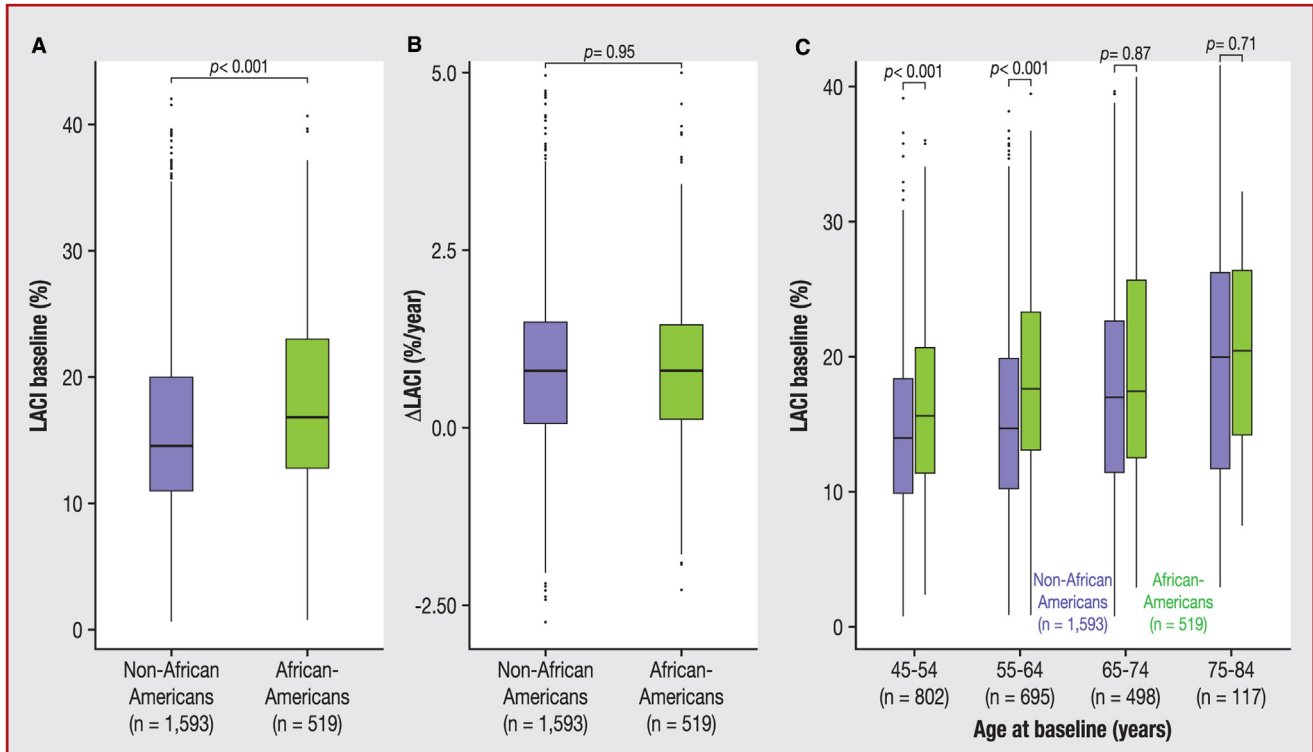 A
p< 0.001
LACI baseline (%)
40
30
20
10
0
Non-African
Americans
(n = 1,593)
African-
Americans
(n = 519)
B
p= 0.95
ΔLACI (%/year)
5.0
2.5
0.0
-2.50
Non-African
Americans
(n = 1,593)
African-
Americans
(n = 519)
C
p< 0.001
p< 0.001
p= 0.87
p= 0.71
LACI baseline (%)
40
30
20
10
0
Non-African
Americans
(n = 1,593)
African-
Americans
(n = 519)
45-54
(n = 802)
55-64
(n = 695)
65-74
(n = 498)
75-84
(n = 117)
Age at baseline (years)